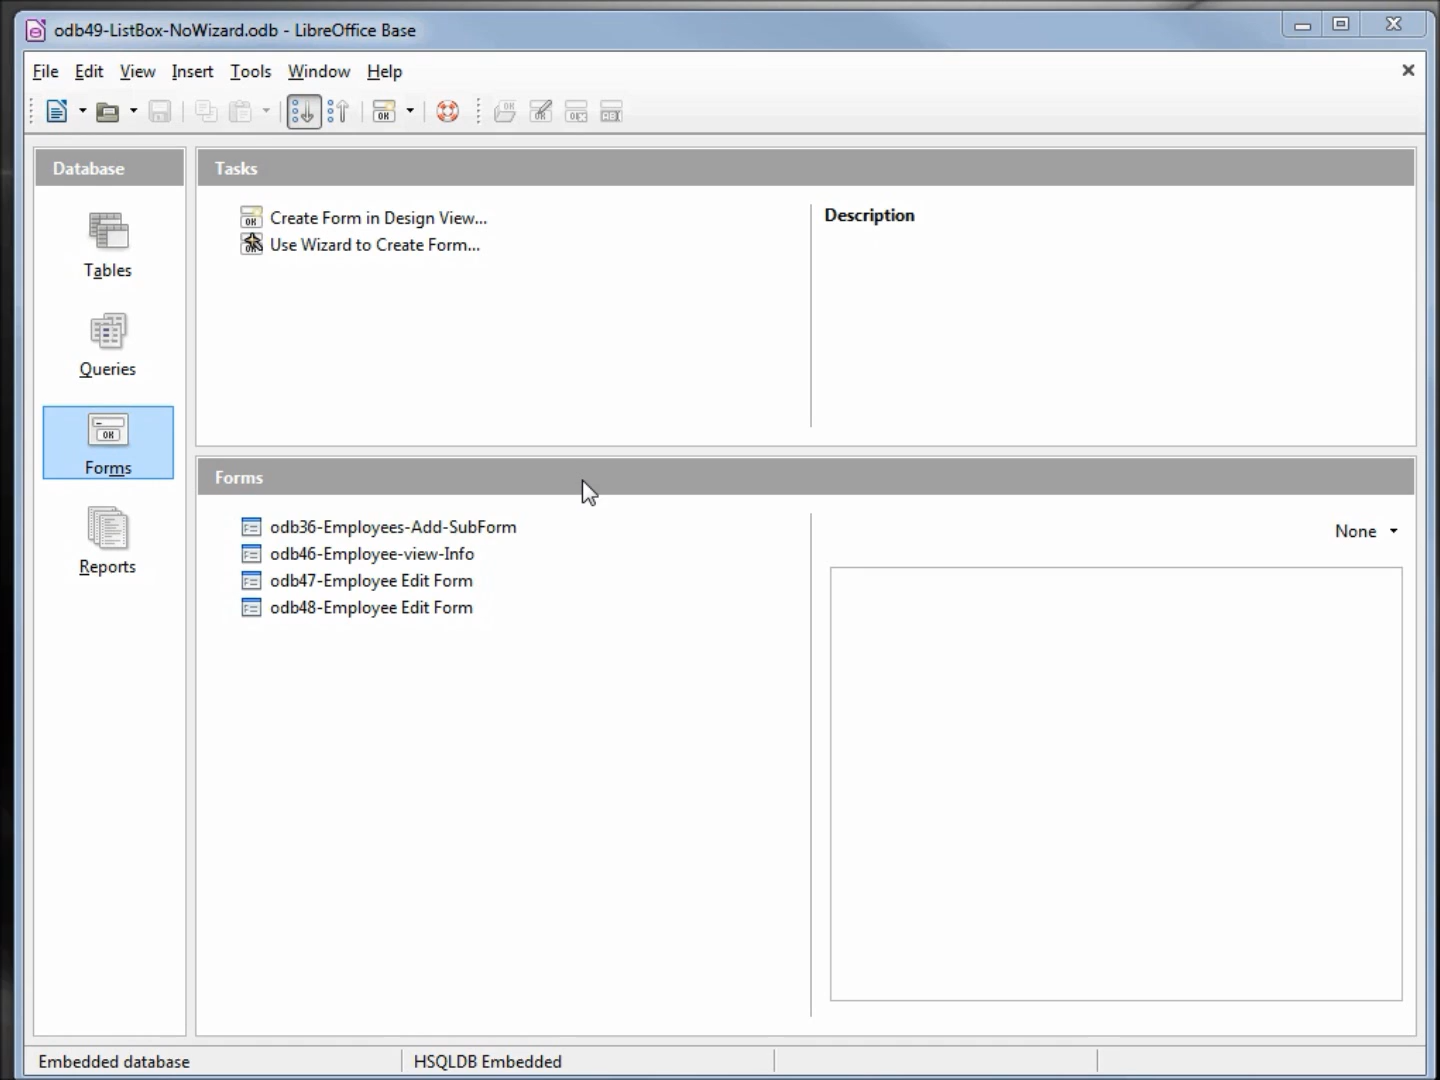 odb49-ListBox-NoWizard.odb - LibreOffice Base
File Edit View Insert Tools Window Help
Database
Tasks
Create Form in Design View...
Use Wizard to Create Form...
Description
Tables
Queries
Forms
Reports
Forms
odb36-Employees-Add-SubForm
odb46-Employee-view-Info
odb47-Employee Edit Form
odb48-Employee Edit Form
None
Embedded database
HSQLDB Embedded